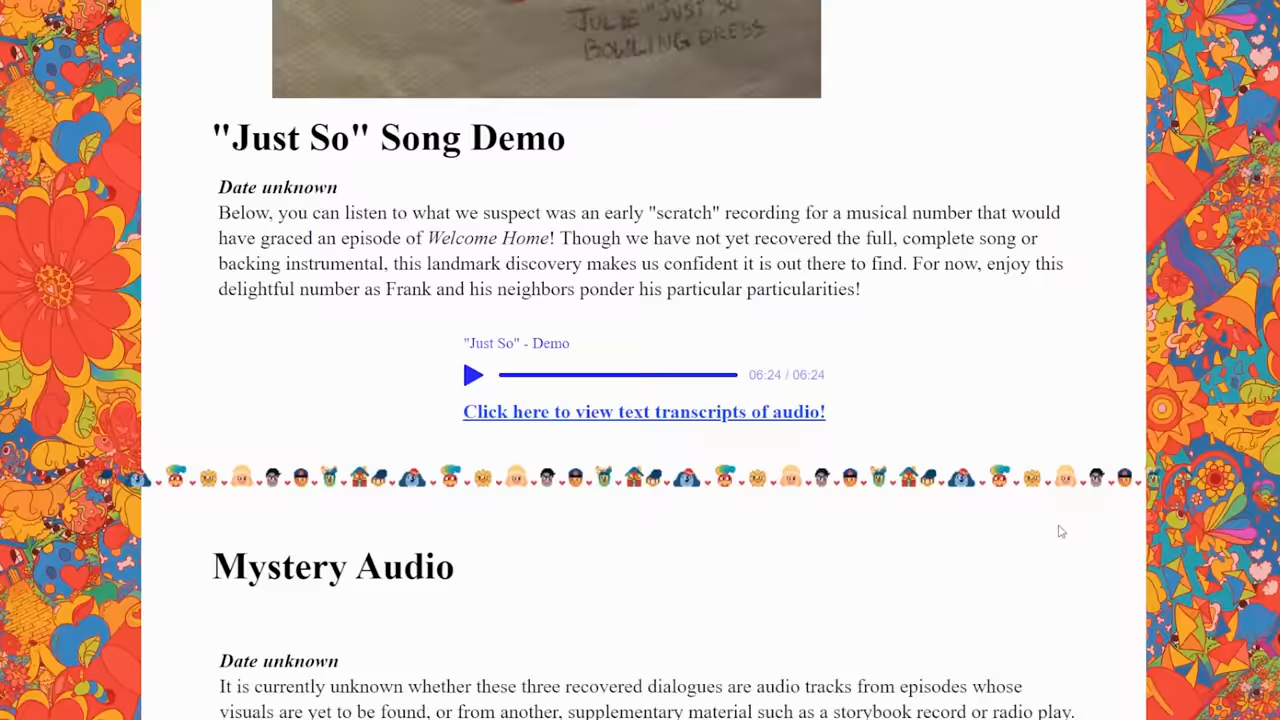 JULIE "JUST SO"
BOWLING DRESS
"Just So" Song Demo
Date unknown
Below, you can listen to what we suspect was an early "scratch" recording for a musical number that would
have graced an episode of Welcome Home! Though we have not yet recovered the full, complete song or
backing instrumental, this landmark discovery makes us confident it is out there to find. For now, enjoy this
delightful number as Frank and his neighbors ponder his particular particularities!
"Just So" - Demo
06:24 / 06:24
Click here to view text transcripts of audio!
Mystery Audio
Date unknown
It is currently unknown whether these three recovered dialogues are audio tracks from episodes whose
visuals are yet to be found, or from another, supplementary material such as a storybook record or radio play.